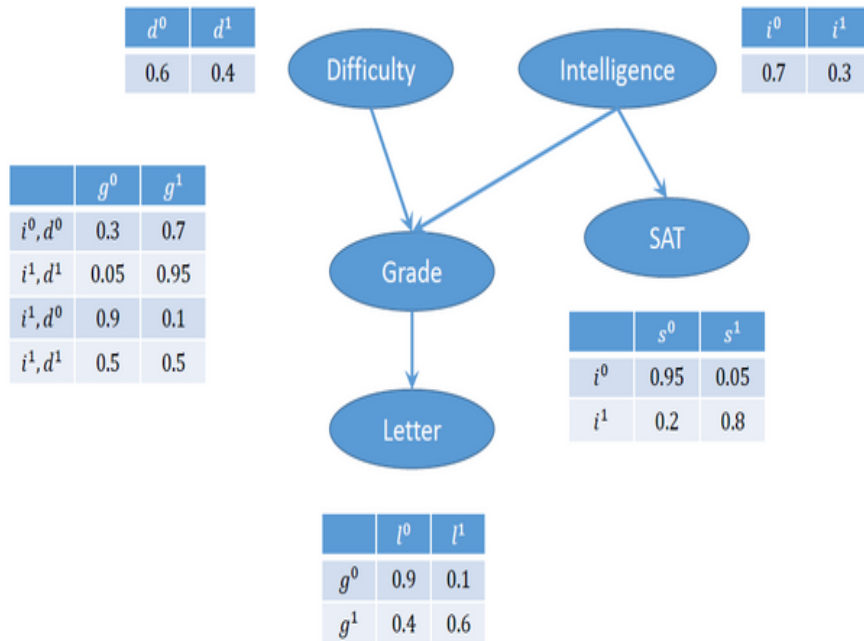 d⁰ d¹
0.6 0.4
Difficulty
Intelligence
i⁰ i¹
0.7 0.3
g⁰ g¹
i⁰, d⁰ 0.3 0.7
i¹, d¹ 0.05 0.95
i¹, d⁰ 0.9 0.1
i¹, d¹ 0.5 0.5
Grade
SAT
s⁰ s¹
i⁰ 0.95 0.05
i¹ 0.2 0.8
Letter
l⁰ l¹
g⁰ 0.9 0.1
g¹ 0.4 0.6